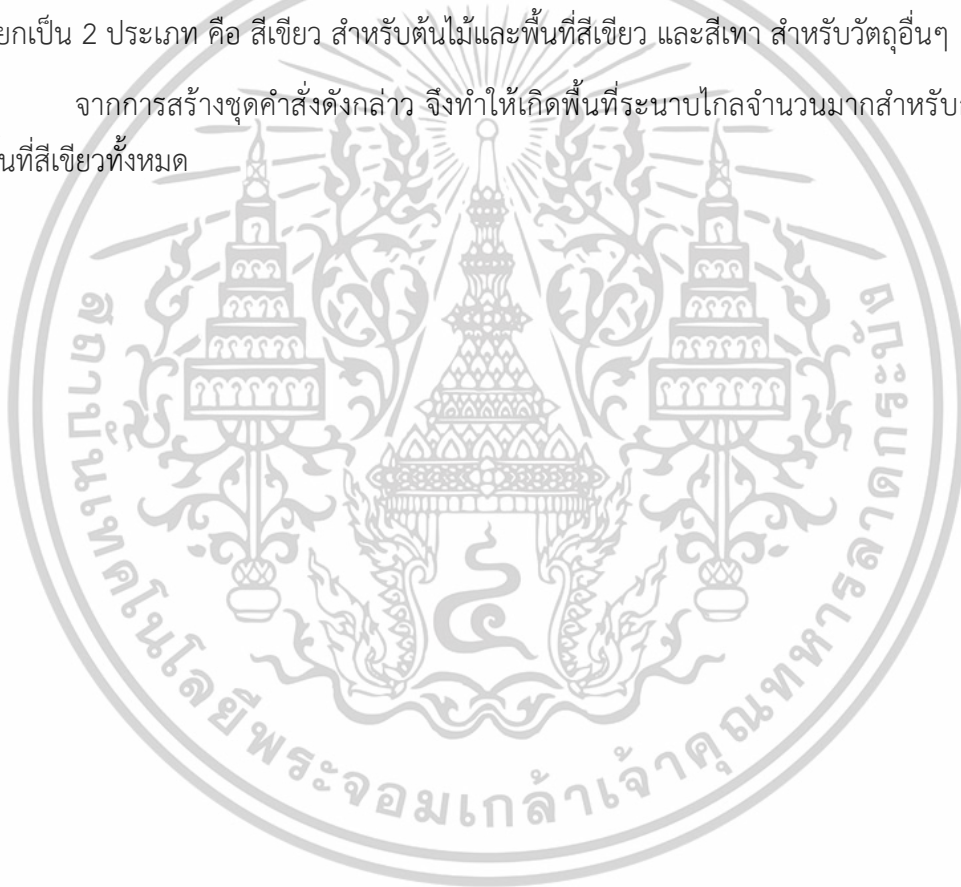 ยกเป็น 2 ประเภท คือ สีเขียว สำหรับต้นไม้และพื้นที่สีเขียว และสีเทา สำหรับวัตถุอื่นๆ
จากการสร้างชุดคำสั่งดังกล่าว จึงทำให้เกิดพื้นที่ระนาบไกลจำนวนมากสำหรับ
นที่สีเขียวทั้งหมด
สถาบันเทคโนโลยีพระจอมเกล้าเจ้าคุณทหารลาดกระบัง